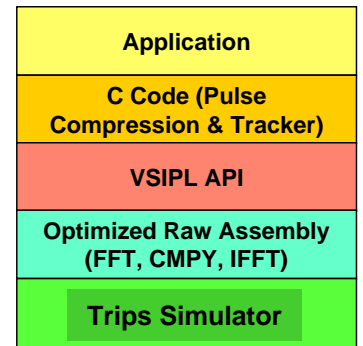 Application
C Code (Pulse
Compression & Tracker)
VSIPL API
Optimized Raw Assembly
(FFT, CMPY, IFFT)
Trips Simulator